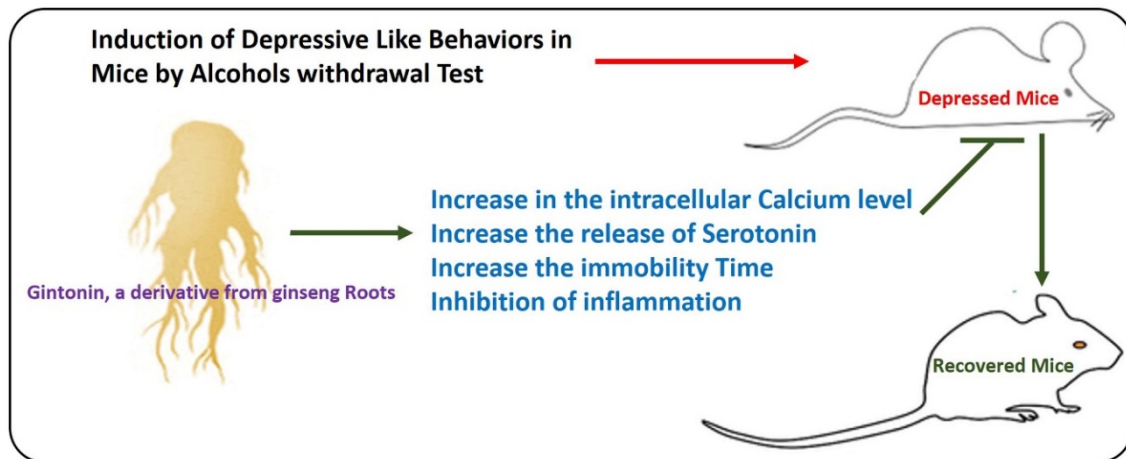 Induction of Depressive Like Behaviors in
Mice by Alcohols withdrawal Test
Depressed Mice
Increase in the intracellular Calcium level
Increase the release of Serotonin
Increase the immobility Time
Inhibition of inflammation
Gintonin, a derivative from ginseng Roots
Recovered Mice